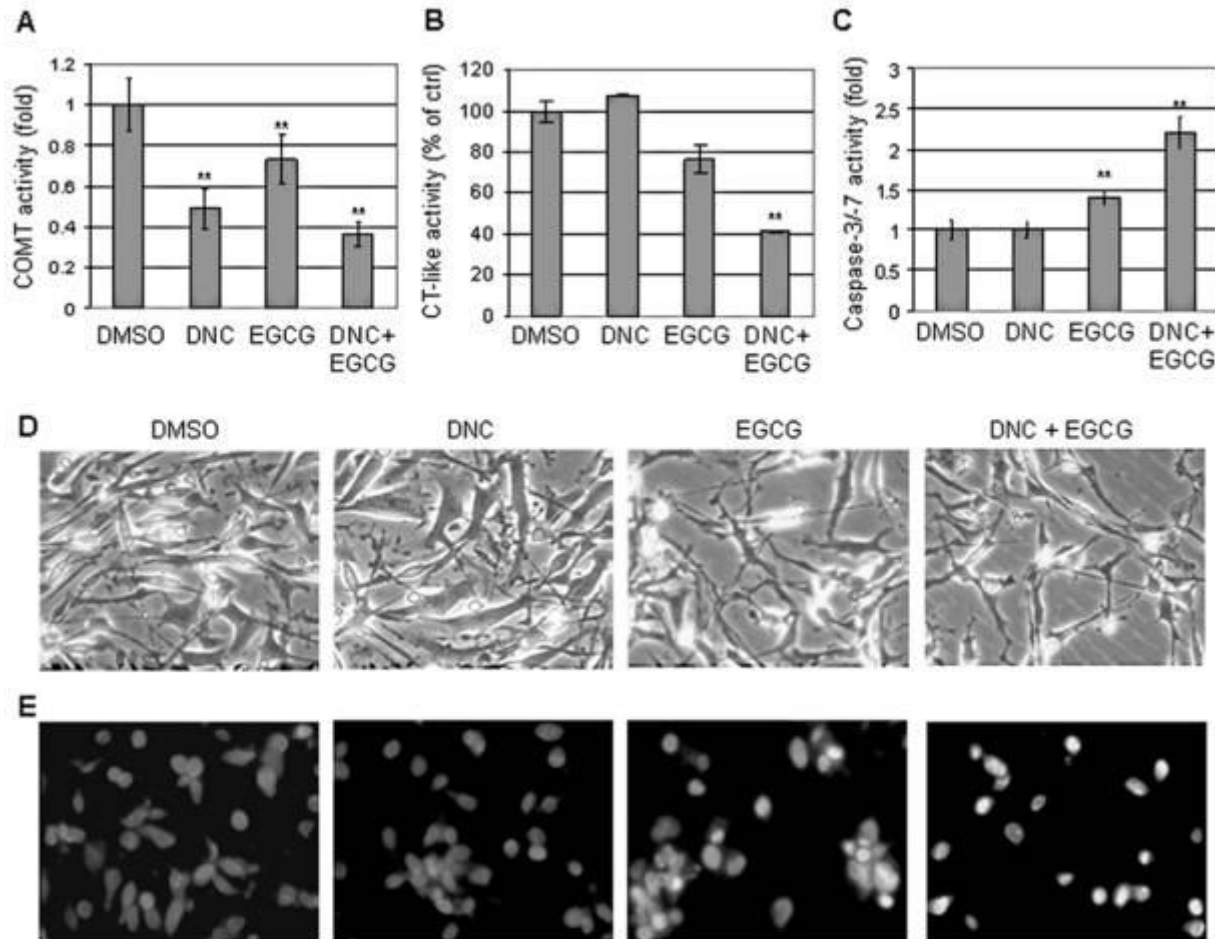 A
COMT activity (fold)
1.2
1
0.8
0.6
0.4
0.2
0
**
**
**
DMSO DNC EGCG DNC+
EGCG
B
CT-like activity (% of ctrl)
120
100
80
60
40
20
0
**
DMSO DNC EGCG DNC+
EGCG
C
Caspase-3/-7 activity (fold)
3
2.5
2
1.5
1
0.5
0
**
**
DMSO DNC EGCG DNC+
EGCG
D
DMSO DNC EGCG DNC + EGCG
E